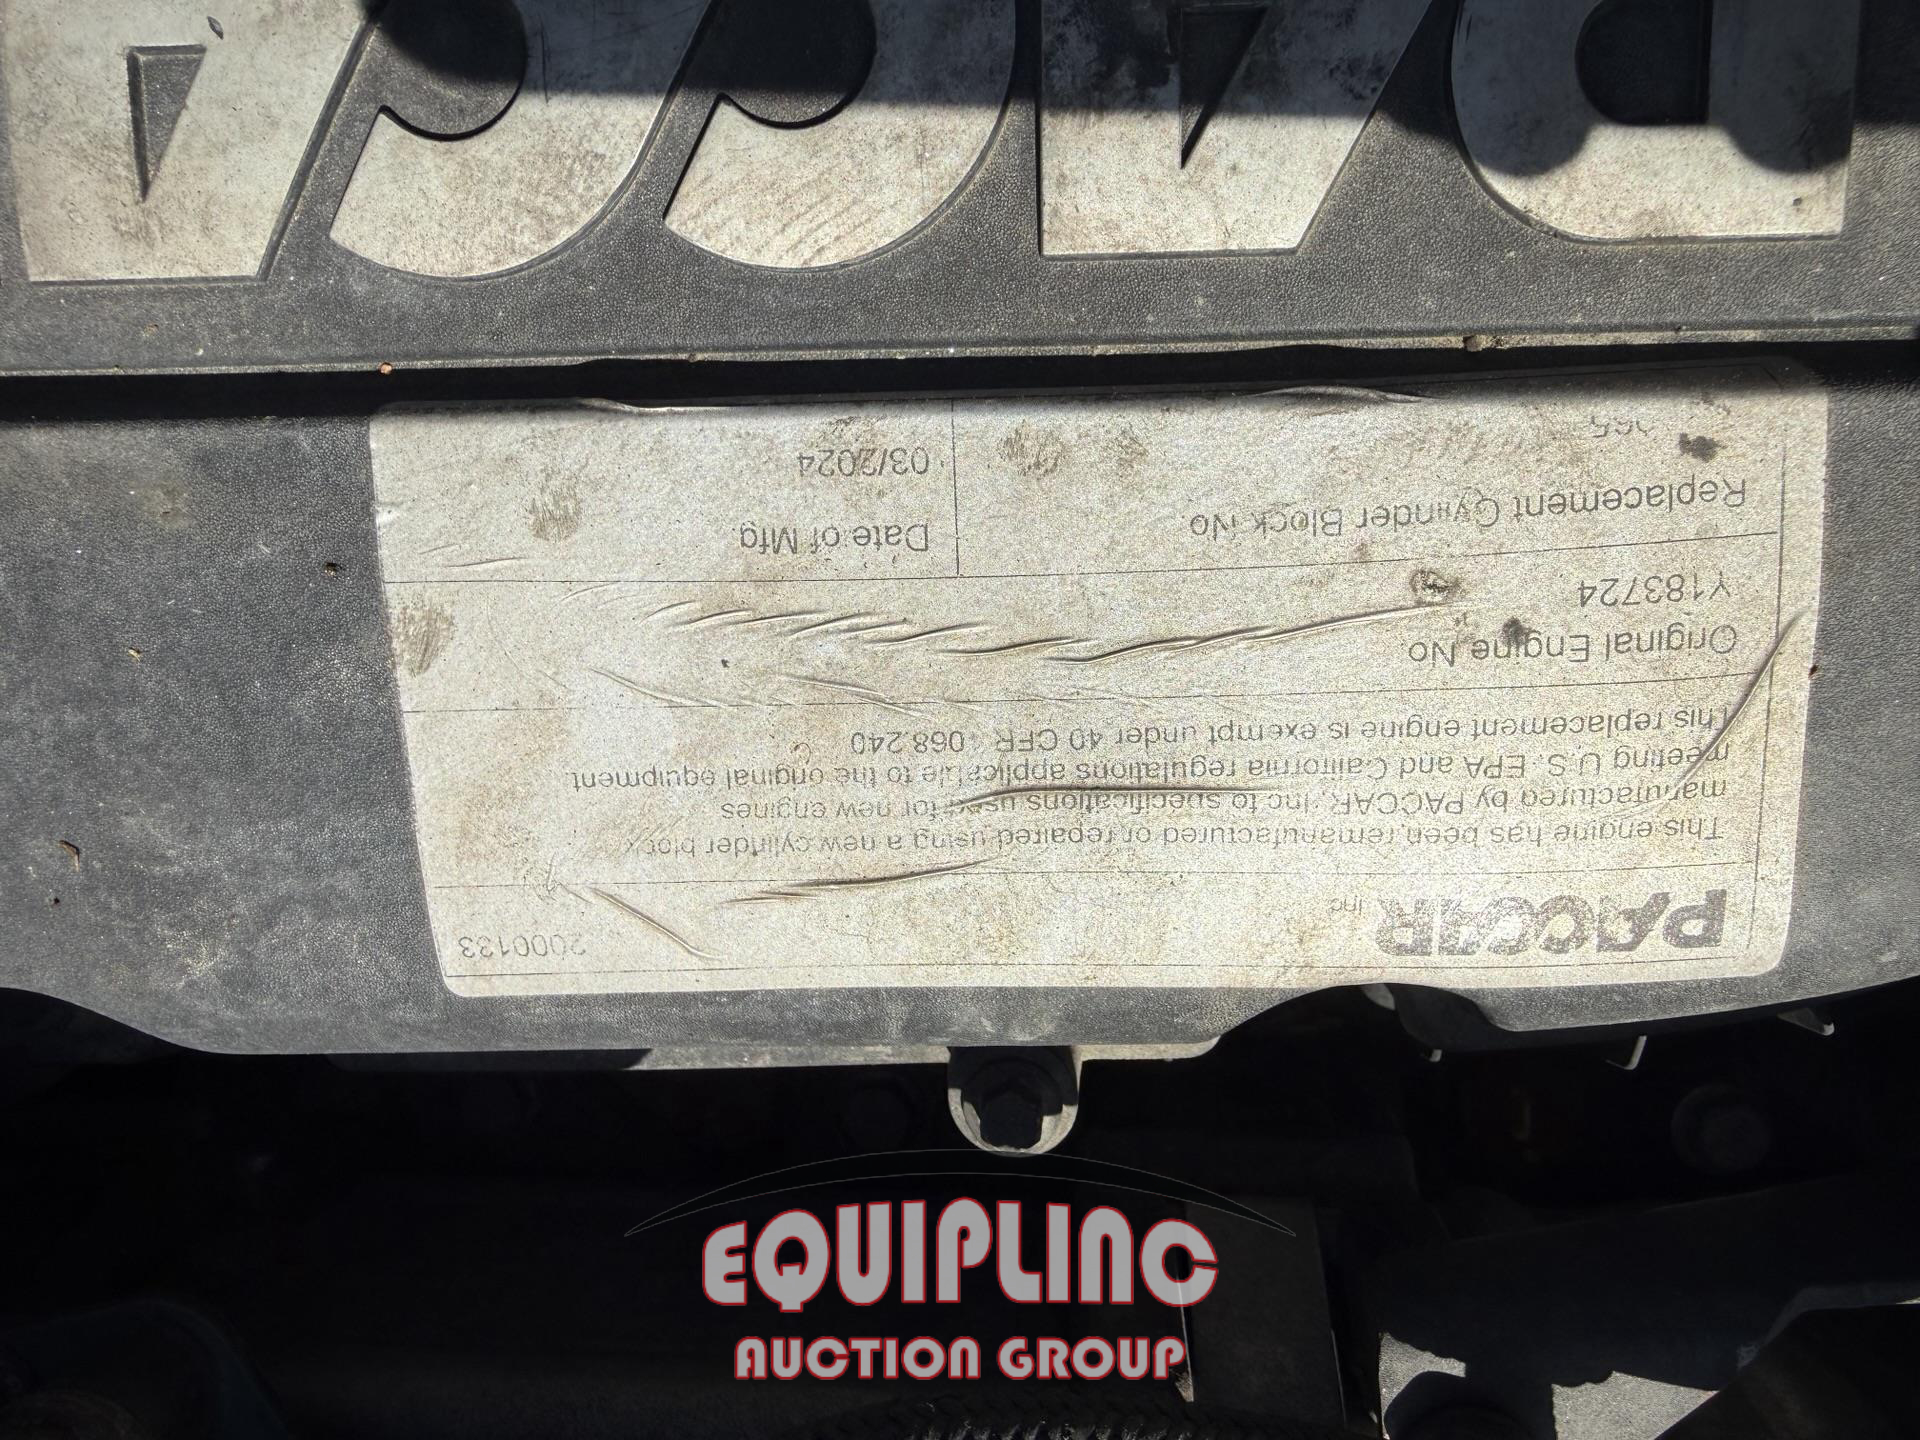 PACCAR Inc
2000133
This engine has been remanufactured or repaired using a new cylinder block
manufactured by PACCAR, Inc to specifications used for new engines
meeting U.S. EPA and California regulations applicable to the original equipment.
This replacement engine is exempt under 40 CFR 1068 240
Original Engine No
Y183724
Replacement Cylinder Block No
Date of Mfg.
03/2024
PACCA
EQUIPLINC
AUCTION GROUP